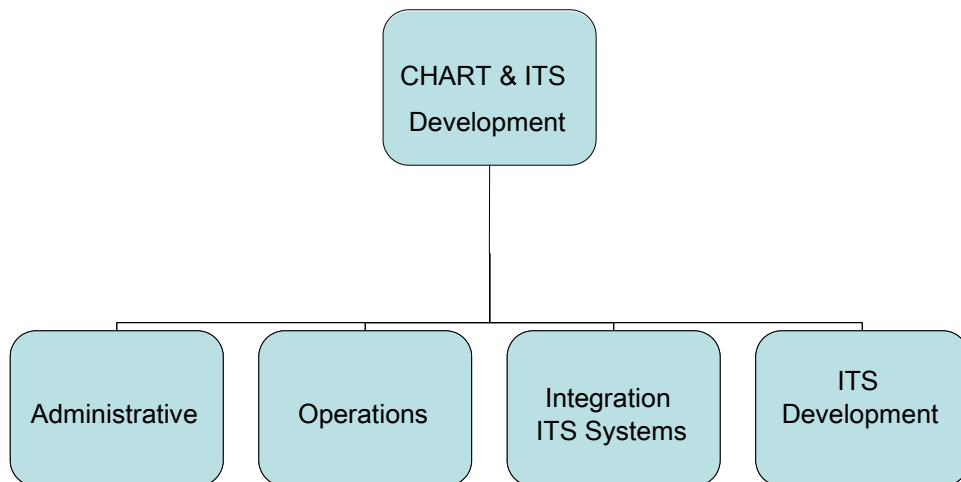 CHART & ITS
Development
Administrative
Operations
Integration
ITS Systems
ITS
Development